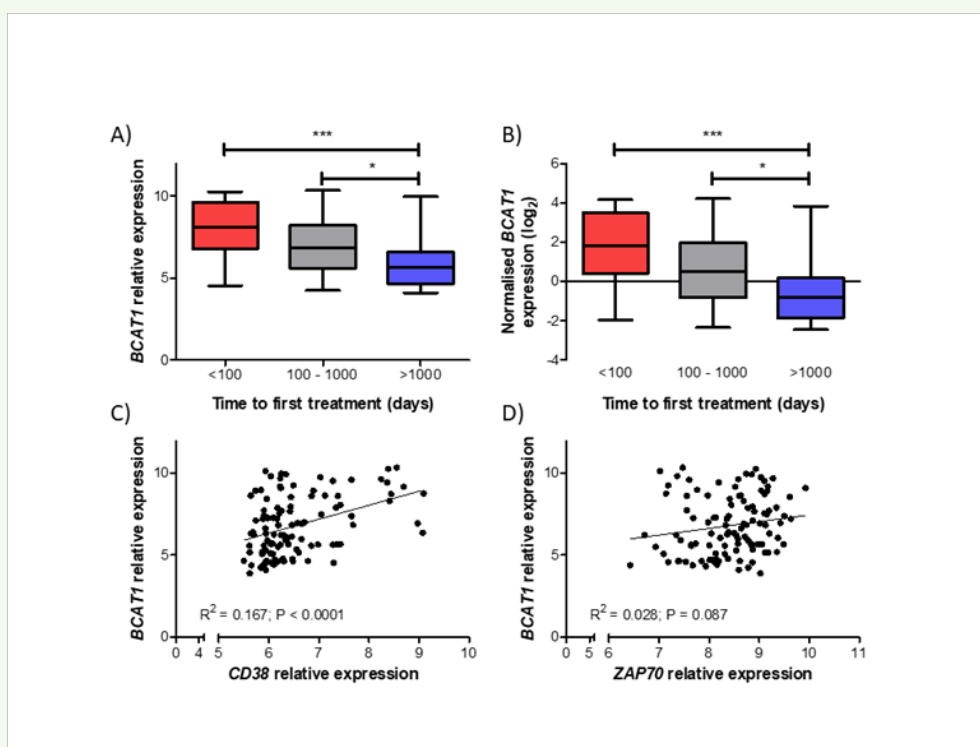 A)
***
*
BCAT1 relative expression
10
5
0
<100
100 - 1000
>1000
Time to first treatment (days)
B)
***
*
Normalised BCAT1
expression (log2)
6
4
2
0
-2
-4
<100
100 - 1000
>1000
Time to first treatment (days)
C)
BCAT1 relative expression
10
5
0
R2 = 0.167; P < 0.0001
0 4 5 6 7 8 9 10
CD38 relative expression
D)
BCAT1 relative expression
10
5
0
R2 = 0.028; P = 0.087
0 5 6 7 8 9 10 11
ZAP70 relative expression